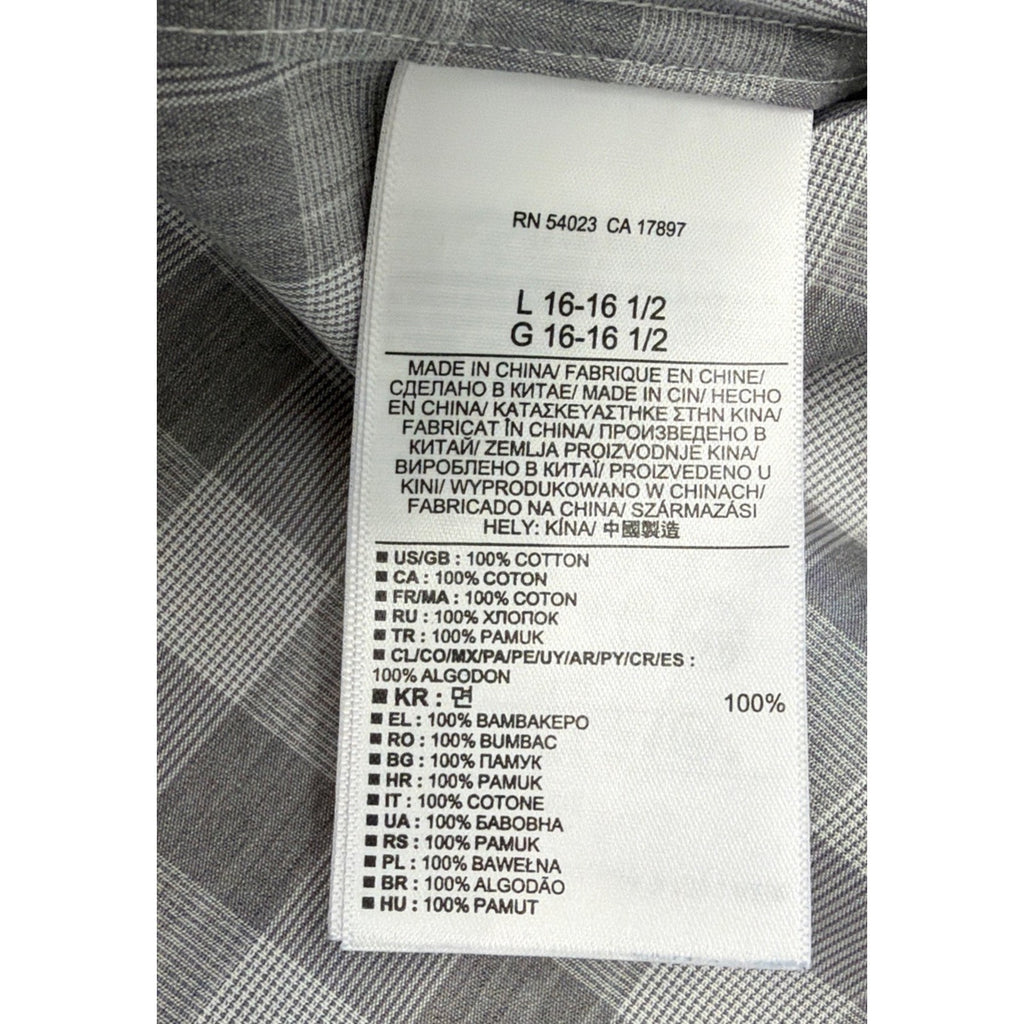 RN 54023 CA 17897
L 16-16 1/2
G 16-16 1/2
MADE IN CHINA/ FABRIQUE EN CHINE/
СДЕЛАНО В КИТАЕ/ MADE IN CIN/ HECHO
EN CHINA/ ΚΑΤΑΣΚΕΥΑΣΤΗΚΕ ΣΤΗΝ ΚΙΝΑ/
FABRICAT ÎN CHINA/ ПРОИЗВЕДЕНО В
КИТАЙ/ ZEMLJA PROIZVODNJE KINA/
ВИРОБЛЕНО В КИТАЇ/ PROIZVEDENO U
KINI/ WYPRODUKOWANO W CHINACH/
FABRICADO NA CHINA/ SZÁRMAZÁSI
HELY: KÍNA/ 中國製造
■ US/GB : 100% COTTON
■ CA : 100% COTON
■ FR/MA : 100% COTON
■ RU : 100% ХЛОПОК
■ TR : 100% PAMUK
■ CL/CO/MX/PA/PE/UY/AR/PY/CR/ES :
100% ALGODON
■ KR : 면 100%
■ EL : 100% ΒΑΜΒΑΚΕΡΟ
■ RO : 100% BUMBAC
■ BG : 100% ПАМУК
■ HR : 100% PAMUK
■ IT : 100% COTONE
■ UA : 100% БАВОВНА
■ RS : 100% PAMUK
■ PL : 100% BAWEŁNA
■ BR : 100% ALGODÃO
■ HU : 100% PAMUT